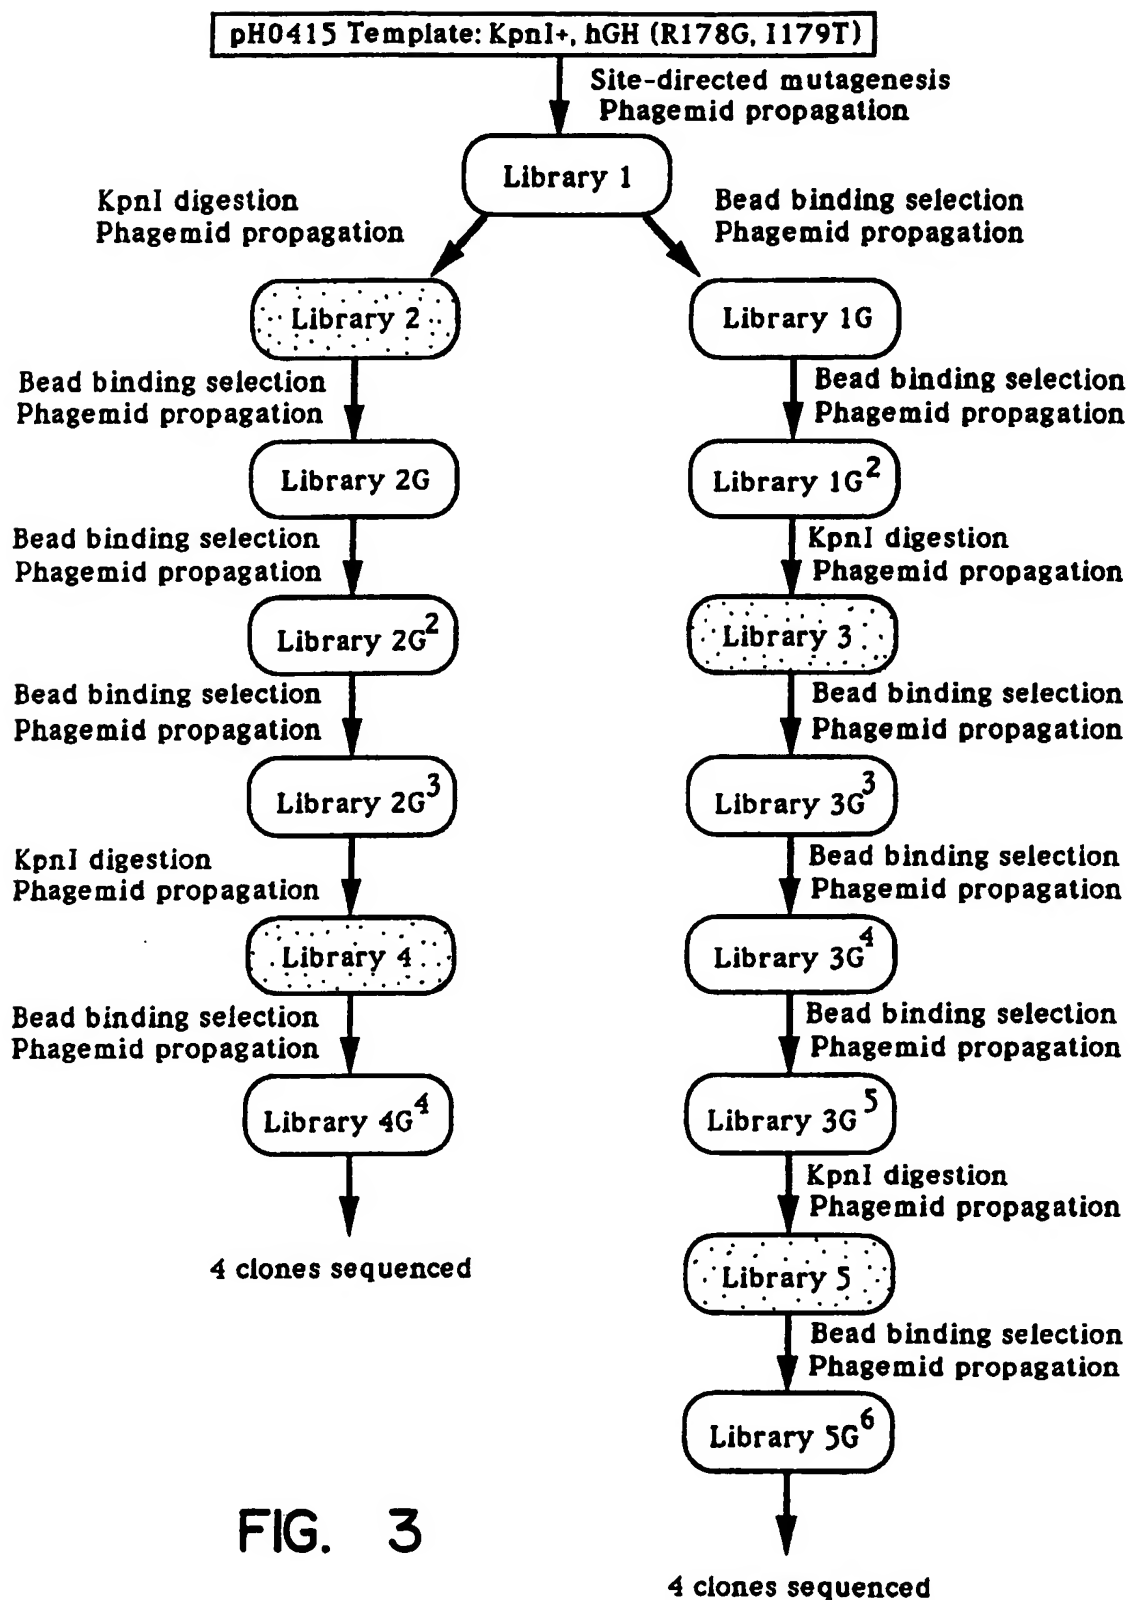 pH0415 Template: KpnI+, hGH (R178G, I179T)
Site-directed mutagenesis
Phagemid propagation
Library 1
KpnI digestion
Phagemid propagation
Bead binding selection
Phagemid propagation
Library 2
Library 1G
Bead binding selection
Phagemid propagation
Bead binding selection
Phagemid propagation
Library 2G
Library 1G²
Bead binding selection
Phagemid propagation
KpnI digestion
Phagemid propagation
Library 2G²
Library 3
Bead binding selection
Phagemid propagation
Bead binding selection
Phagemid propagation
Library 2G³
Library 3G³
KpnI digestion
Phagemid propagation
Bead binding selection
Phagemid propagation
Library 4
Library 3G⁴
Bead binding selection
Phagemid propagation
Bead binding selection
Phagemid propagation
Library 4G⁴
Library 3G⁵
KpnI digestion
Phagemid propagation
4 clones sequenced
Library 5
Bead binding selection
Phagemid propagation
Library 5G⁶
FIG. 3
4 clones sequenced